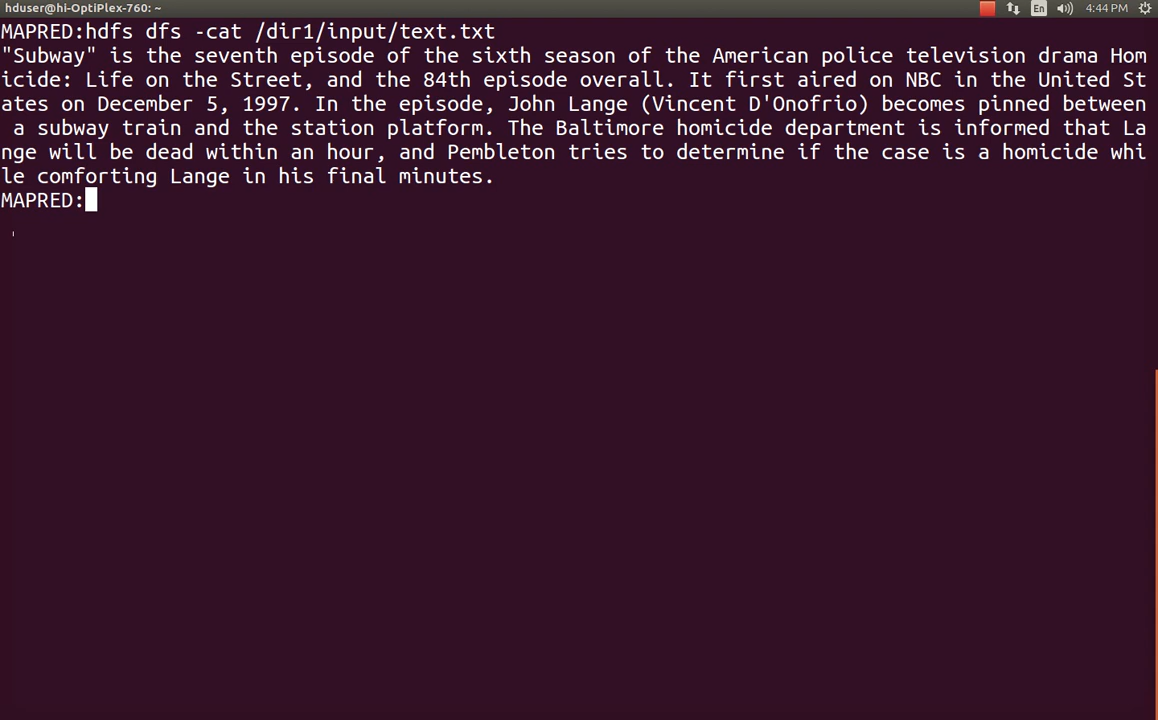 hduser@hi-OptiPlex-760: ~
En
4:44 PM
MAPRED:hdfs dfs -cat /dir1/input/text.txt
"Subway" is the seventh episode of the sixth season of the American police television drama Hom
icide: Life on the Street, and the 84th episode overall. It first aired on NBC in the United St
ates on December 5, 1997. In the episode, John Lange (Vincent D'Onofrio) becomes pinned between
 a subway train and the station platform. The Baltimore homicide department is informed that La
nge will be dead within an hour, and Pembleton tries to determine if the case is a homicide whi
le comforting Lange in his final minutes.
MAPRED: